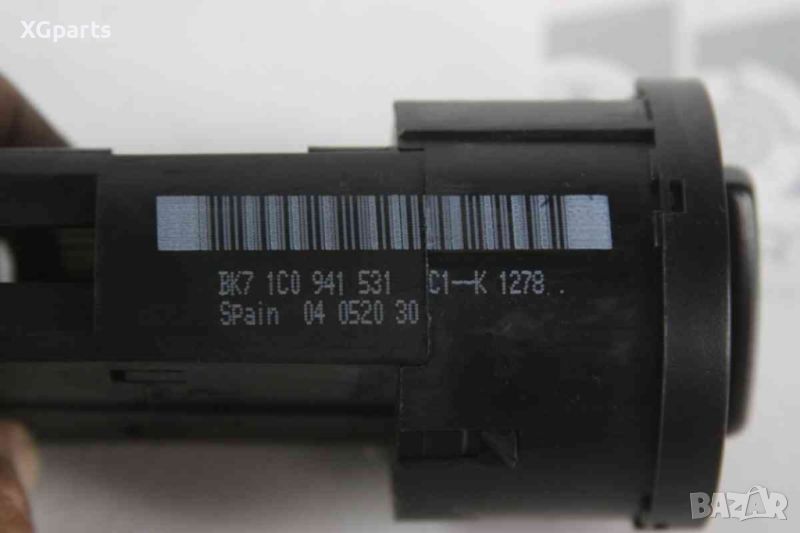 XGparts
BK7 1C0 941 531 C1--K 1278..
Spain 04 0520 30
BAZAR